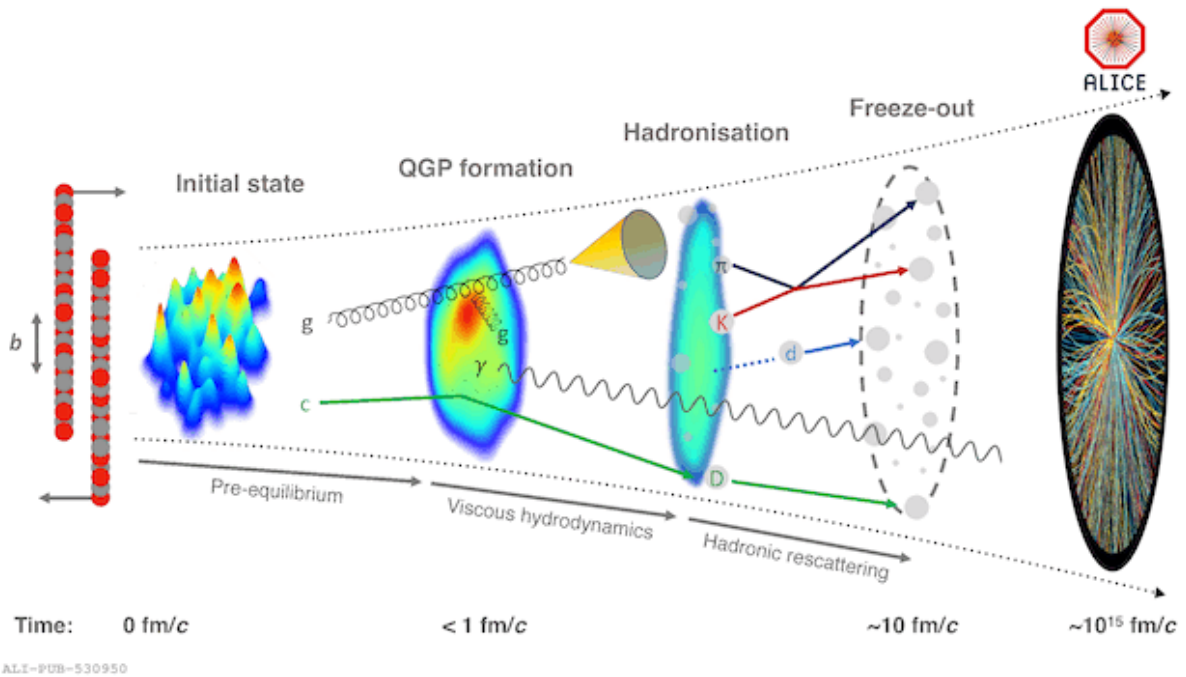 ALICE
Freeze-out
Hadronisation
QGP formation
Initial state
b
g
g
γ
c
π
K
d
D
Pre-equilibrium
Viscous hydrodynamics
Hadronic rescattering
Time: 0 fm/c < 1 fm/c ~10 fm/c ~10¹⁵ fm/c
ALI-PUB-530950